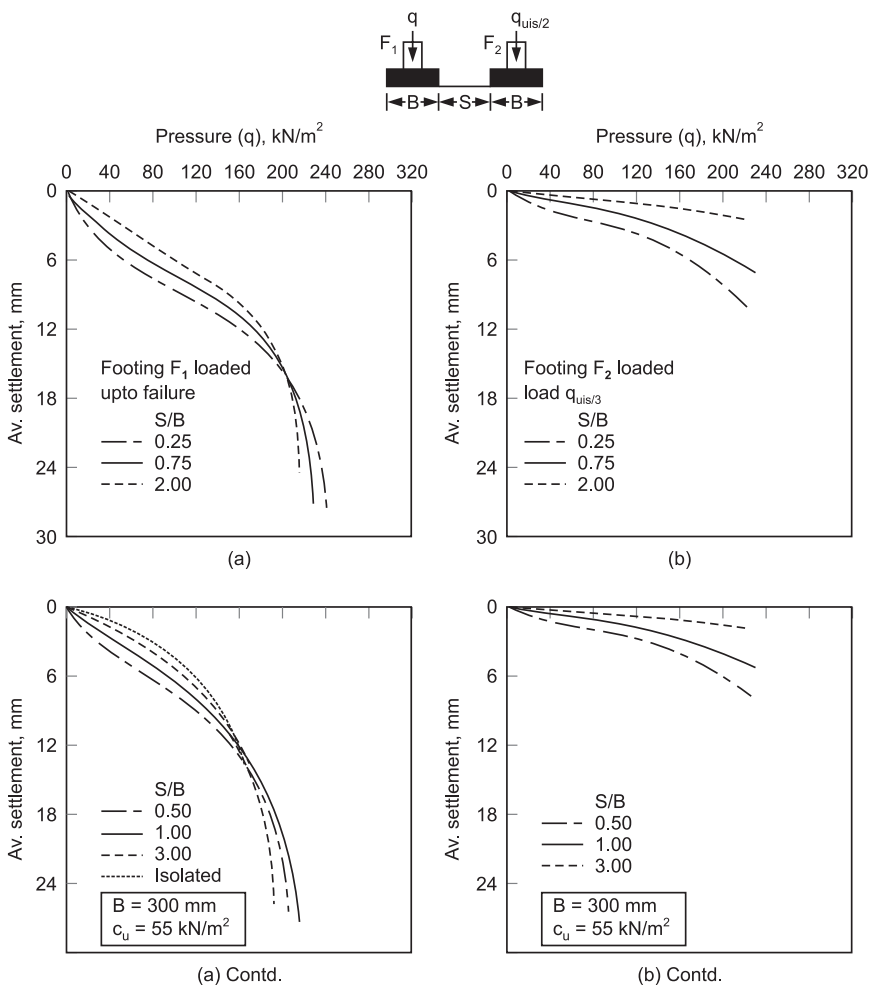 q
q_uis/2
F₁
F₂
B S B
Pressure (q), kN/m²
0 40 80 120 160 200 240 280 320
Av. settlement, mm
0
6
12
18
24
30
Footing F₁ loaded
upto failure
S/B
0.25
0.75
2.00
(a)
Pressure (q), kN/m²
0 40 80 120 160 200 240 280 320
Av. settlement, mm
0
6
12
18
24
30
Footing F₂ loaded
load q_uis/3
S/B
0.25
0.75
2.00
(b)
Av. settlement, mm
0
6
12
18
24
S/B
0.50
1.00
3.00
Isolated
B = 300 mm
c_u = 55 kN/m²
(a) Contd.
Av. settlement, mm
0
6
12
18
24
S/B
0.50
1.00
3.00
B = 300 mm
c_u = 55 kN/m²
(b) Contd.